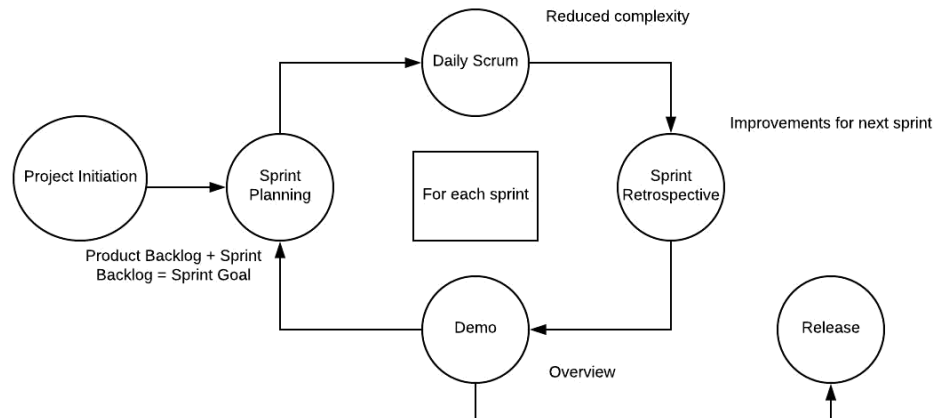 Reduced complexity
Daily Scrum
Improvements for next sprint
Project Initiation
Sprint
Planning
For each sprint
Sprint
Retrospective
Product Backlog + Sprint
Backlog = Sprint Goal
Demo
Release
Overview